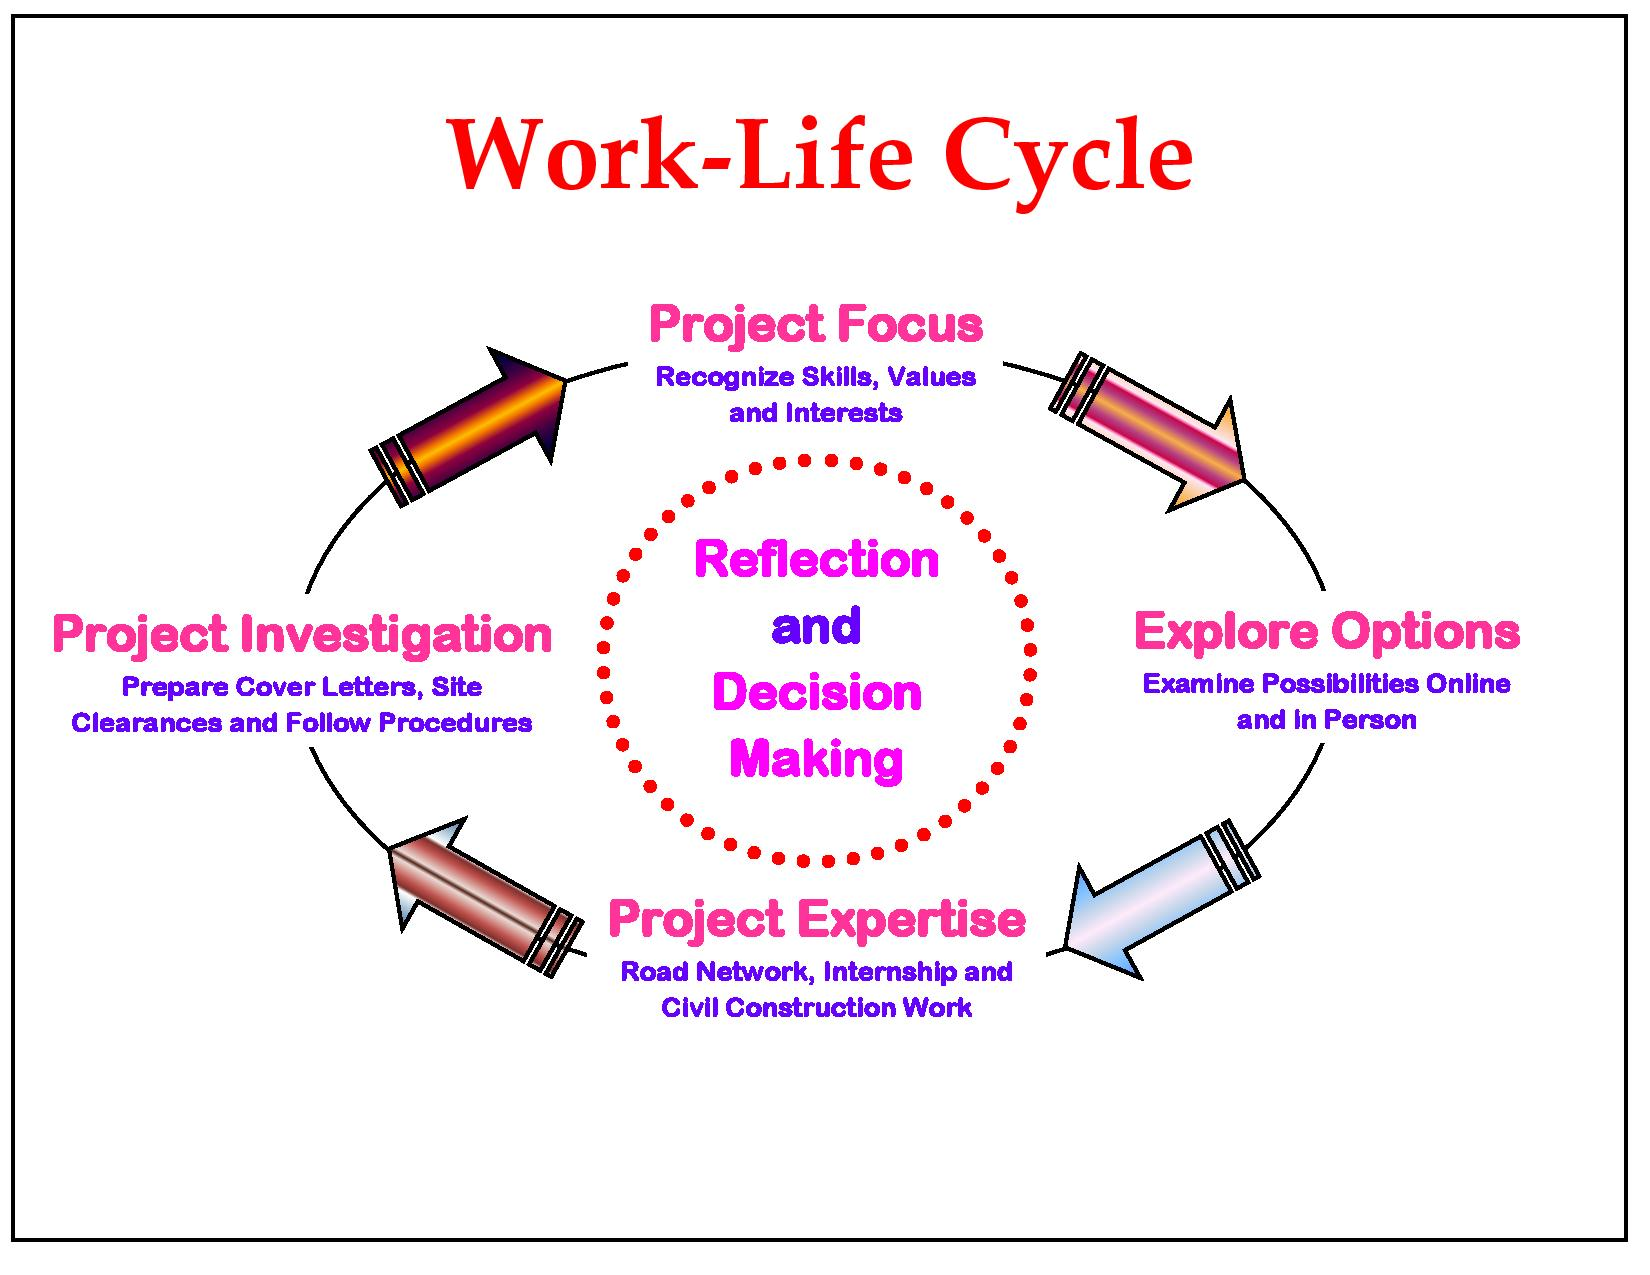 Work-Life Cycle
Project Focus
Recognize Skills, Values
and Interests
Explore Options
Examine Possibilities Online
and in Person
Project Expertise
Road Network, Internship and
Civil Construction Work
Project Investigation
Prepare Cover Letters, Site
Clearances and Follow Procedures
Reflection
and
Decision
Making